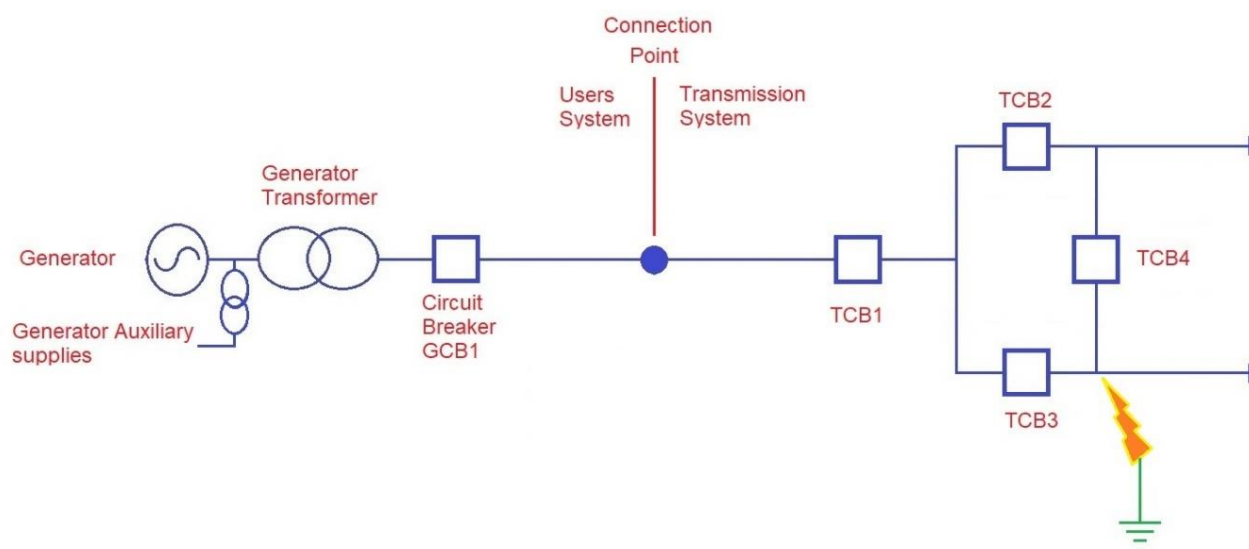 Connection
Point
Users
System
Transmission
System
TCB2
Generator
Transformer
Generator
TCB4
Circuit
Breaker
GCB1
TCB1
Generator Auxiliary
supplies
TCB3